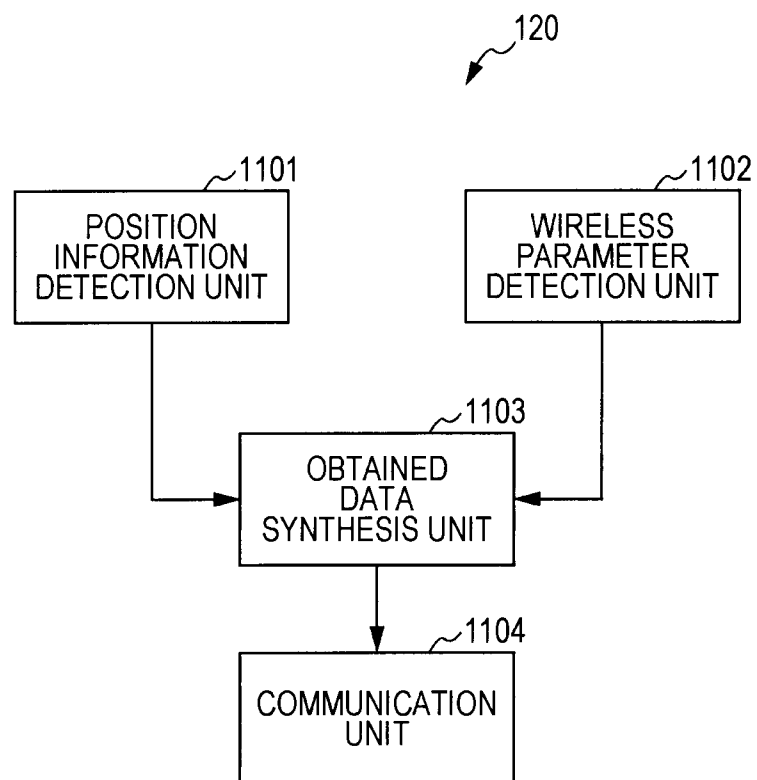 120
1101
POSITION
INFORMATION
DETECTION UNIT
1102
WIRELESS
PARAMETER
DETECTION UNIT
1103
OBTAINED
DATA
SYNTHESIS UNIT
1104
COMMUNICATION
UNIT